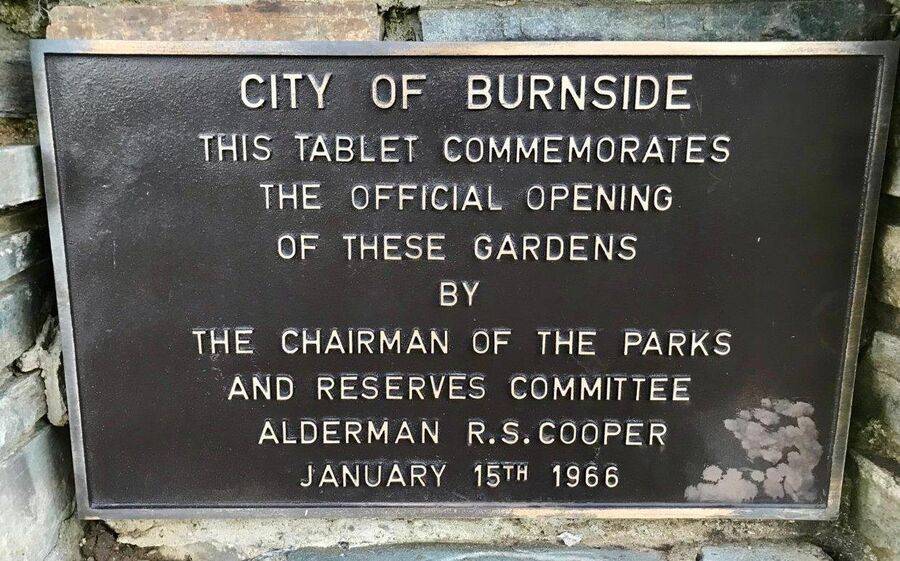 CITY OF BURNSIDE
THIS TABLET COMMEMORATES
THE OFFICIAL OPENING
OF THESE GARDENS
BY
THE CHAIRMAN OF THE PARKS
AND RESERVES COMMITTEE
ALDERMAN R.S.COOPER
JANUARY 15TH 1966